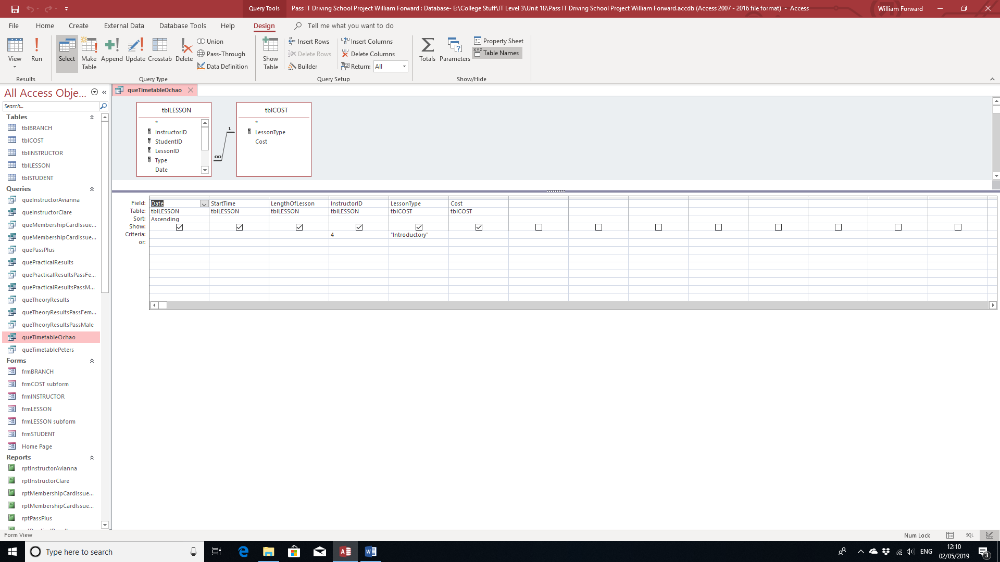 Query Tools
Pass IT Driving School Project William Forward : Database- E:\College Stuff\IT Level 3\Unit 18\Pass IT Driving School Project William Forward.accdb (Access 2007 - 2016 file format) - Access
William Forward
File Home Create External Data Database Tools Help Design Tell me what you want to do
View
Run
Results
Select
Make Table
Append
Update
Crosstab
Delete
Union
Pass-Through
Data Definition
Query Type
Show Table
Insert Rows
Delete Rows
Builder
Insert Columns
Delete Columns
Return: All
Query Setup
Totals
Parameters
Property Sheet
XYZ Table Names
Show/Hide
All Access Obje...
Search...
Tables
tblBRANCH
tblCOST
tblINSTRUCTOR
tblLESSON
tblSTUDENT
Queries
queInstructorAvianna
queInstructorClare
queMembershipCardIssue...
queMembershipCardIssue...
quePassPlus
quePracticalResults
quePracticalResultsPassFe...
quePracticalResultsPassM...
queTheoryResults
queTheoryResultsPassFem...
queTheoryResultsPassMale
queTimetableOchao
queTimetablePeters
Forms
frmBRANCH
frmCOST subform
frmINSTRUCTOR
frmLESSON
frmLESSON subform
frmSTUDENT
Home Page
Reports
rptInstructorAvianna
rptInstructorClare
rptMembershipCardIssue...
rptMembershipCardIssue...
rptPassPlus
queTimetableOchao
tblLESSON
*
InstructorID
StudentID
LessonID
Type
Date
∞
1
tblCOST
*
LessonType
Cost
Field: Date StartTime LengthOfLesson InstructorID LessonType Cost
Table: tblLESSON tblLESSON tblLESSON tblLESSON tblCOST tblCOST
Sort: Ascending
Show:
Criteria: 4 "Introductory"
or:
Form View
Num Lock
SQL
Type here to search
ENG
12:10
02/05/2019
3